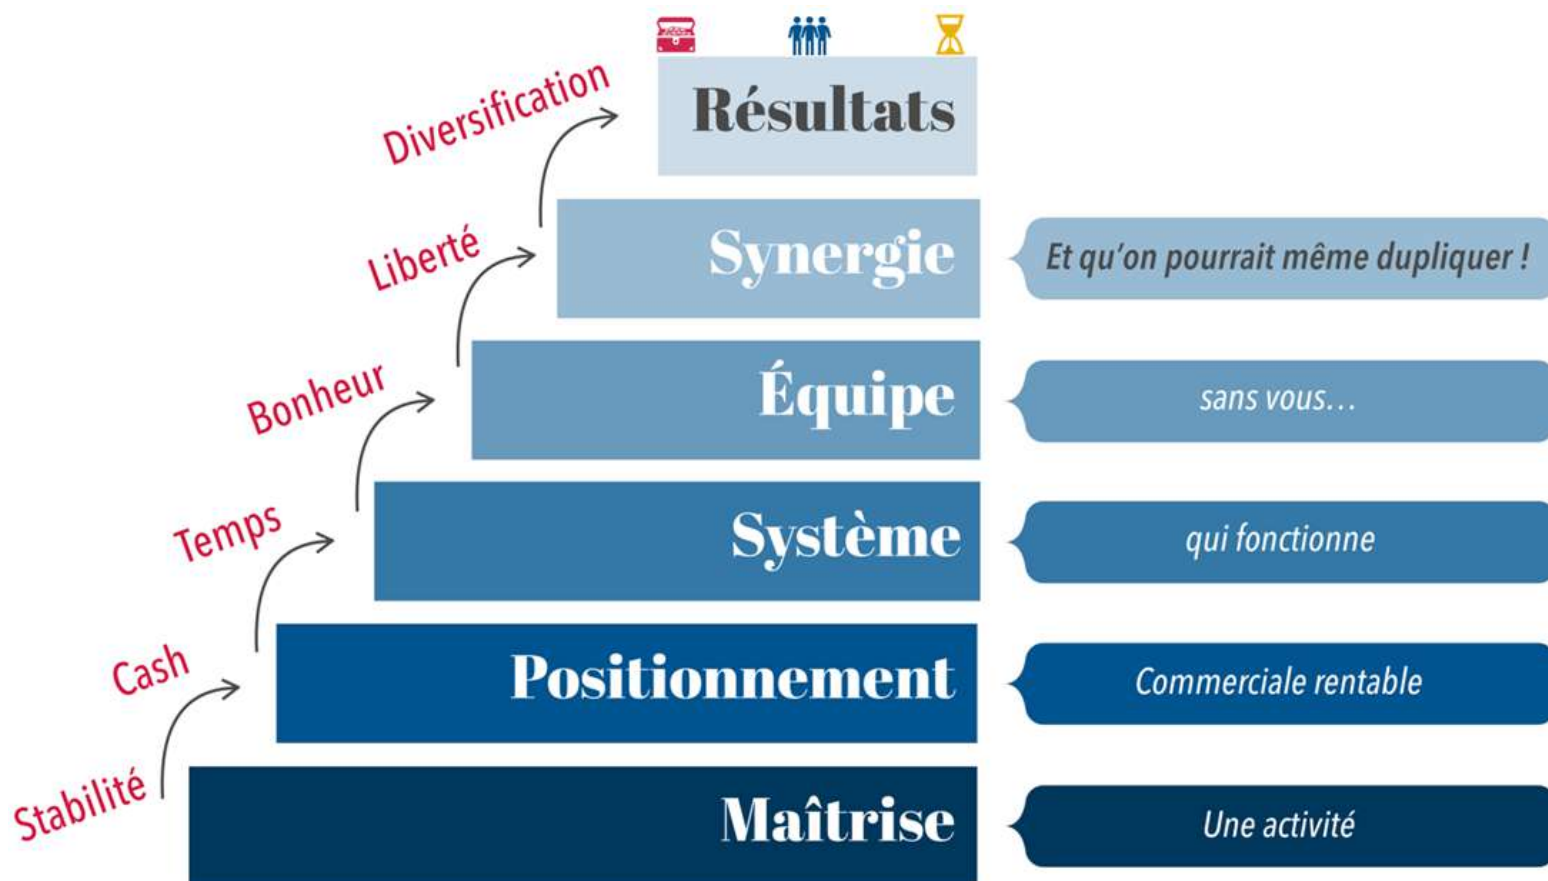 Diversification
Résultats
Liberté
Synergie
Et qu'on pourrait même dupliquer !
Bonheur
Équipe
sans vous…
Temps
Système
qui fonctionne
Cash
Positionnement
Commerciale rentable
Stabilité
Maîtrise
Une activité